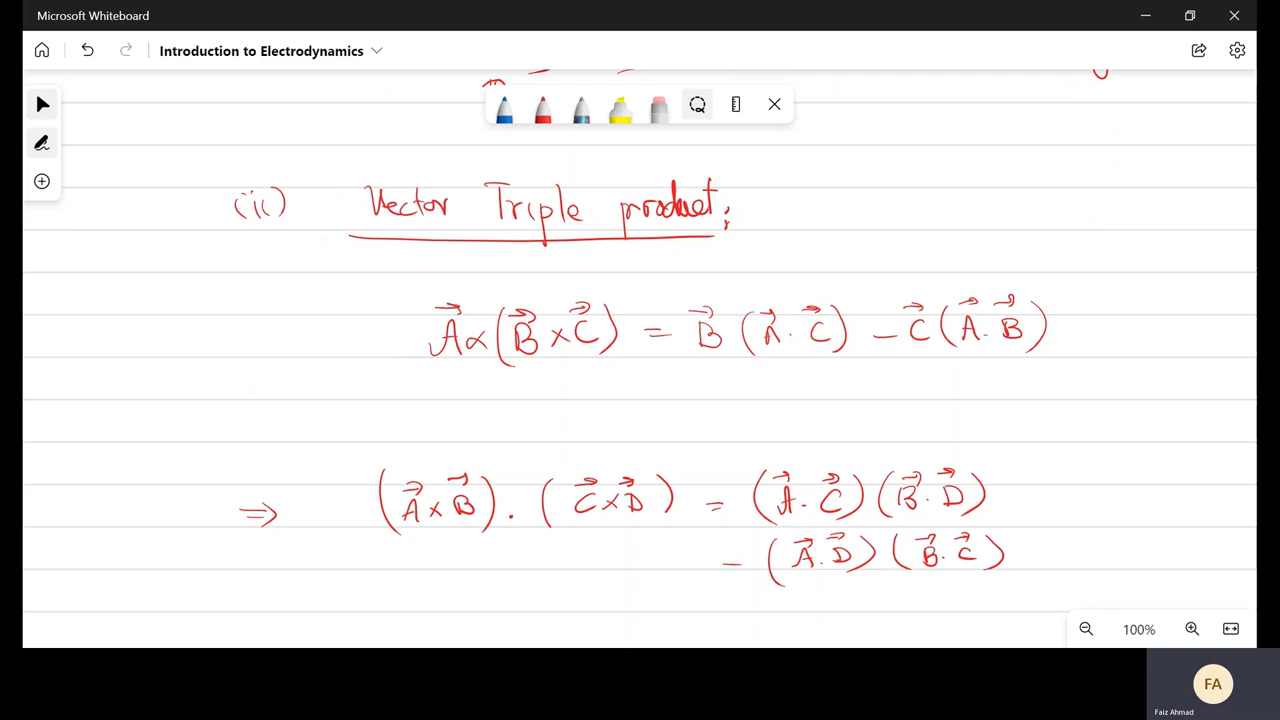 Microsoft Whiteboard
Introduction to Electrodynamics
(ii) Vector Triple product:
A⃗×(B⃗×C⃗) = B⃗(A⃗·C⃗) − C⃗(A⃗·B⃗)
⇒ (A⃗×B⃗)·(C⃗×D⃗) = (A⃗·C⃗)(B⃗·D⃗)
− (A⃗·D⃗)(B⃗·C⃗)
100%
FA
Faiz Ahmad